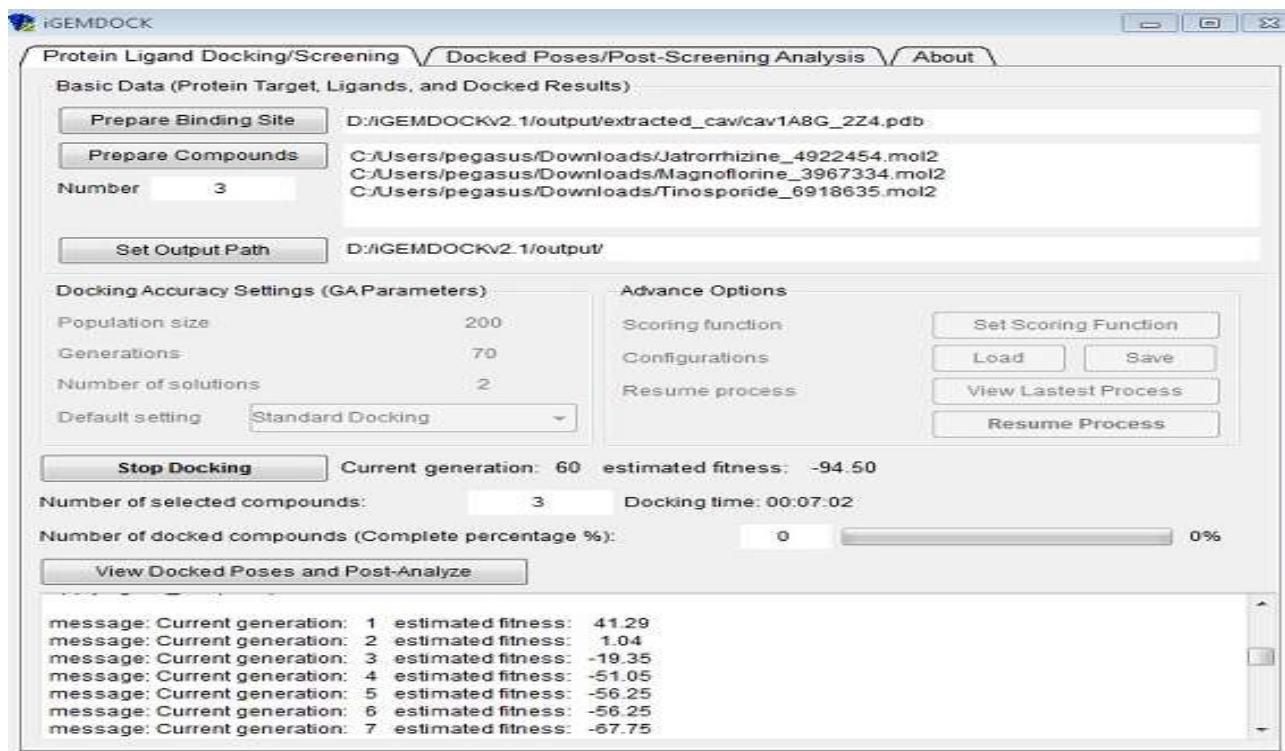 iGEMDOCK
Protein Ligand Docking/Screening Docked Poses/Post-Screening Analysis About
Basic Data (Protein Target, Ligands, and Docked Results)
Prepare Binding Site D:/iGEMDOCKv2.1/output/extracted_cav/cav1A8G_2Z4.pdb
Prepare Compounds C:/Users/pegasus/Downloads/Jatrorrhizine_4922454.mol2
C:/Users/pegasus/Downloads/Magnoflorine_3967334.mol2
Number 3 C:/Users/pegasus/Downloads/Tinosporide_6918635.mol2
Set Output Path D:/iGEMDOCKv2.1/output/
Docking Accuracy Settings (GA Parameters) Advance Options
Population size 200 Scoring function Set Scoring Function
Generations 70 Configurations Load Save
Number of solutions 2 Resume process View Lastest Process
Default setting Standard Docking Resume Process
Stop Docking Current generation: 60 estimated fitness: -94.50
Number of selected compounds: 3 Docking time: 00:07:02
Number of docked compounds (Complete percentage %): 0 0%
View Docked Poses and Post-Analyze
message: Current generation: 1 estimated fitness: 41.29
message: Current generation: 2 estimated fitness: 1.04
message: Current generation: 3 estimated fitness: -19.35
message: Current generation: 4 estimated fitness: -51.05
message: Current generation: 5 estimated fitness: -56.25
message: Current generation: 6 estimated fitness: -56.25
message: Current generation: 7 estimated fitness: -67.75